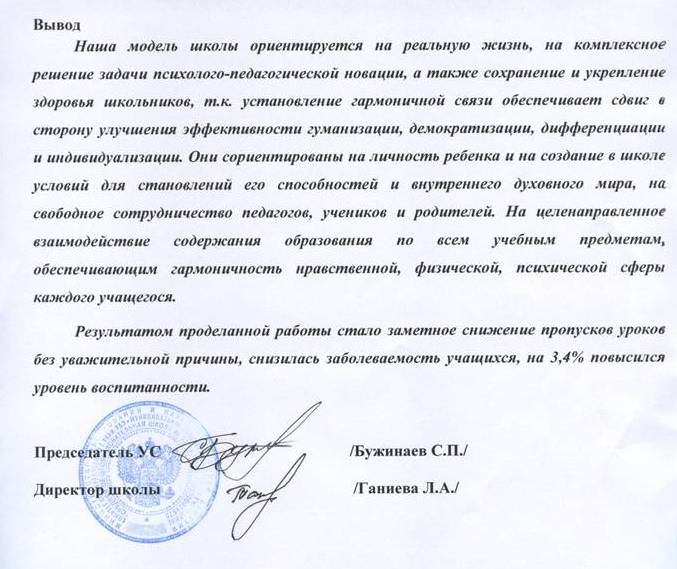 Вывод
Наша модель школы ориентируется на реальную жизнь, на комплексное
решение задачи психолого-педагогической новации, а также сохранение и укрепление
здоровья школьников, т.к. установление гармоничной связи обеспечивает сдвиг в
сторону улучшения эффективности гуманизации, демократизации, дифференциации
и индивидуализации. Они сориентированы на личность ребенка и на создание в школе
условий для становлений его способностей и внутреннего духовного мира, на
свободное сотрудничество педагогов, учеников и родителей. На целенаправленное
взаимодействие содержания образования по всем учебным предметам,
обеспечивающим гармоничность нравственной, физической, психической сферы
каждого учащегося.
Результатом проделанной работы стало заметное снижение пропусков уроков
без уважительной причины, снизилась заболеваемость учащихся, на 3,4% повысился
уровень воспитанности.
Председатель УС /Бужинаев С.П./
Директор школы /Ганиева Л.А./